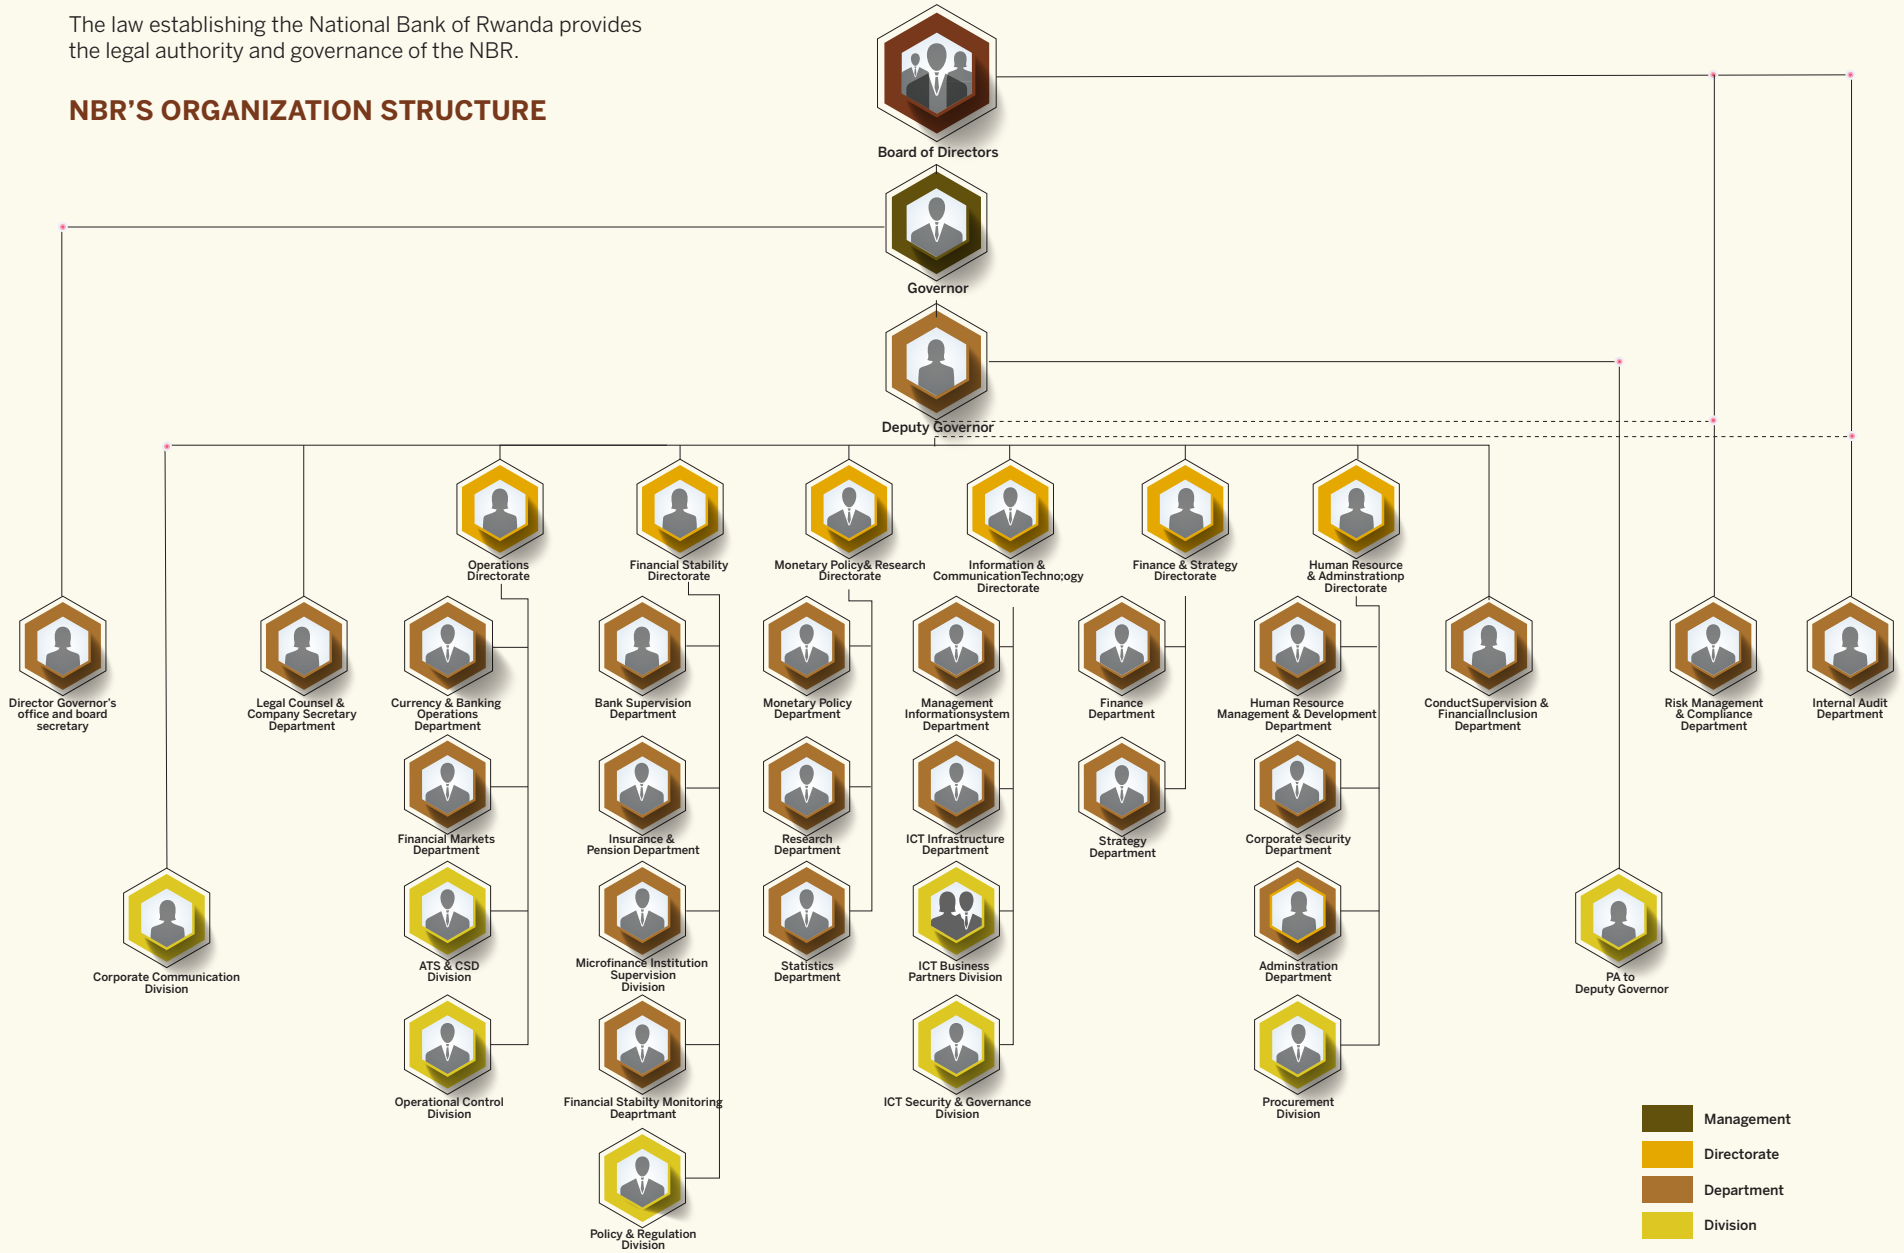 The law establishing the National Bank of Rwanda provides
the legal authority and governance of the NBR.
NBR'S ORGANIZATION STRUCTURE
Board of Directors
Governor
Deputy Governor
Operations
Directorate
Financial Stability
Directorate
Monetary Policy& Research
Directorate
Information &
CommunicationTechno;ogy
Directorate
Finance & Strategy
Directorate
Human Resource
& Adminstrationp
Directorate
Director Governor's
office and board
secretary
Legal Counsel &
Company Secretary
Department
Currency & Banking
Operations
Department
Bank Supervision
Department
Monetary Policy
Department
Management
Informationsystem
Department
Finance
Department
Human Resource
Management & Development
Department
ConductSupervision &
FinancialInclusion
Department
Risk Management
& Compliance
Department
Internal Audit
Department
Financial Markets
Department
Insurance &
Pension Department
Research
Department
ICT Infrastructure
Department
Strategy
Department
Corporate Security
Department
Corporate Communication
Division
ATS & CSD
Division
Microfinance Institution
Supervision
Division
Statistics
Department
ICT Business
Partners Division
Adminstration
Department
PA to
Deputy Governor
Operational Control
Division
Financial Stabilty Monitoring
Deaprtmant
ICT Security & Governance
Division
Procurement
Division
Policy & Regulation
Division
Management
Directorate
Department
Division